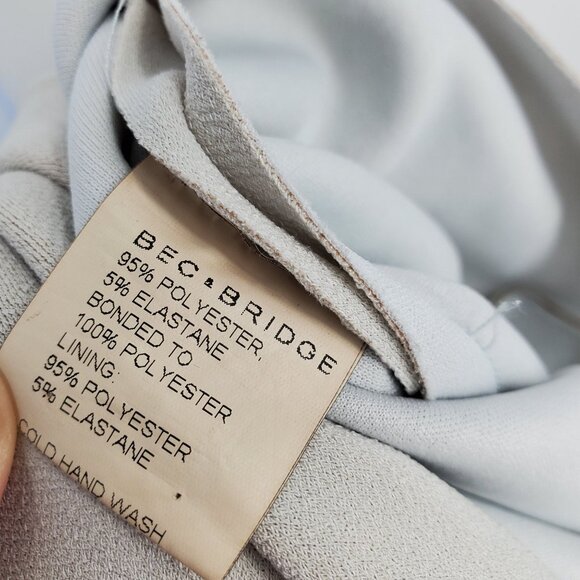 BEC & BRIDGE
95% POLYESTER,
5% ELASTANE
BONDED TO
100% POLYESTER
LINING:
95% POLYESTER
5% ELASTANE
COLD HAND WASH